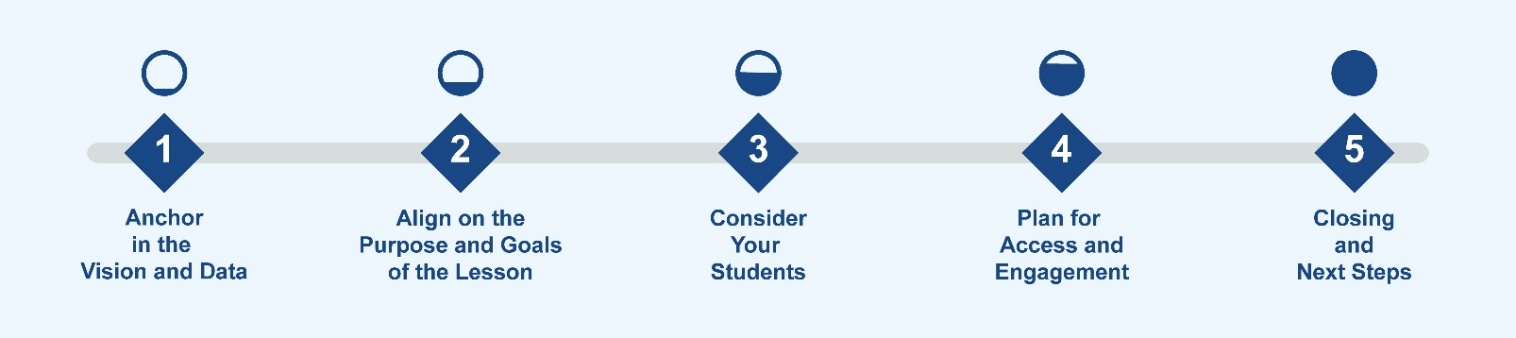 1
Anchor
in the
Vision and Data
2
Align on the
Purpose and Goals
of the Lesson
3
Consider
Your
Students
4
Plan for
Access and
Engagement
5
Closing
and
Next Steps